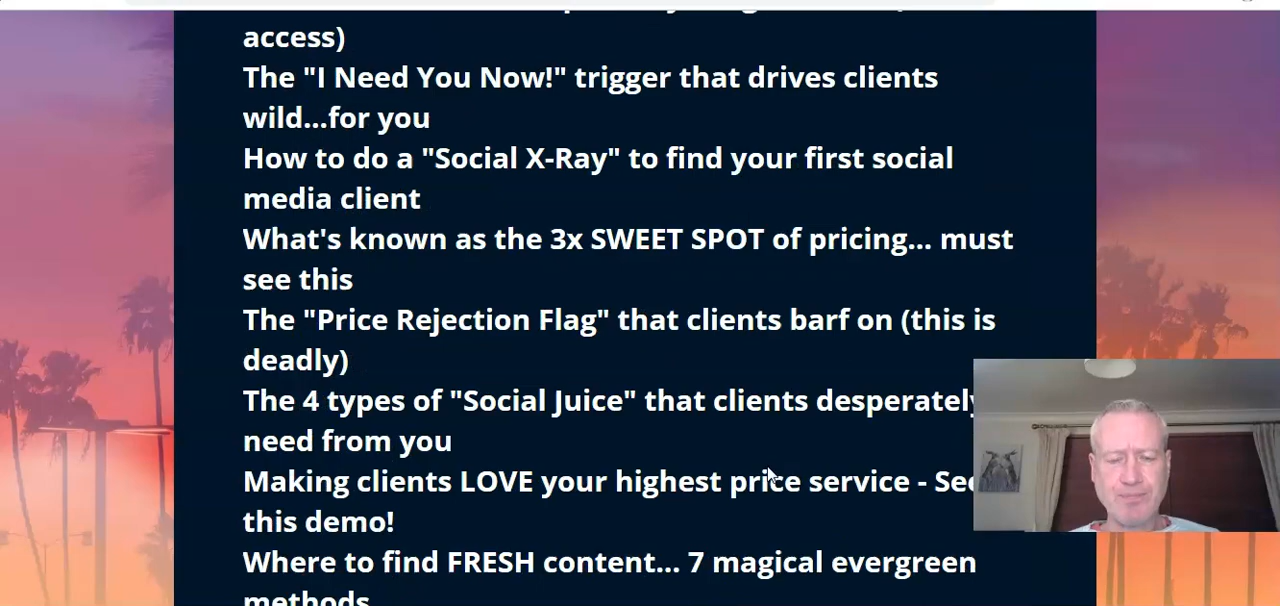 access)
The "I Need You Now!" trigger that drives clients
wild...for you
How to do a "Social X-Ray" to find your first social
media client
What's known as the 3x SWEET SPOT of pricing... must
see this
The "Price Rejection Flag" that clients barf on (this is
deadly)
The 4 types of "Social Juice" that clients desperately
need from you
Making clients LOVE your highest price service - See
this demo!
Where to find FRESH content... 7 magical evergreen
methods